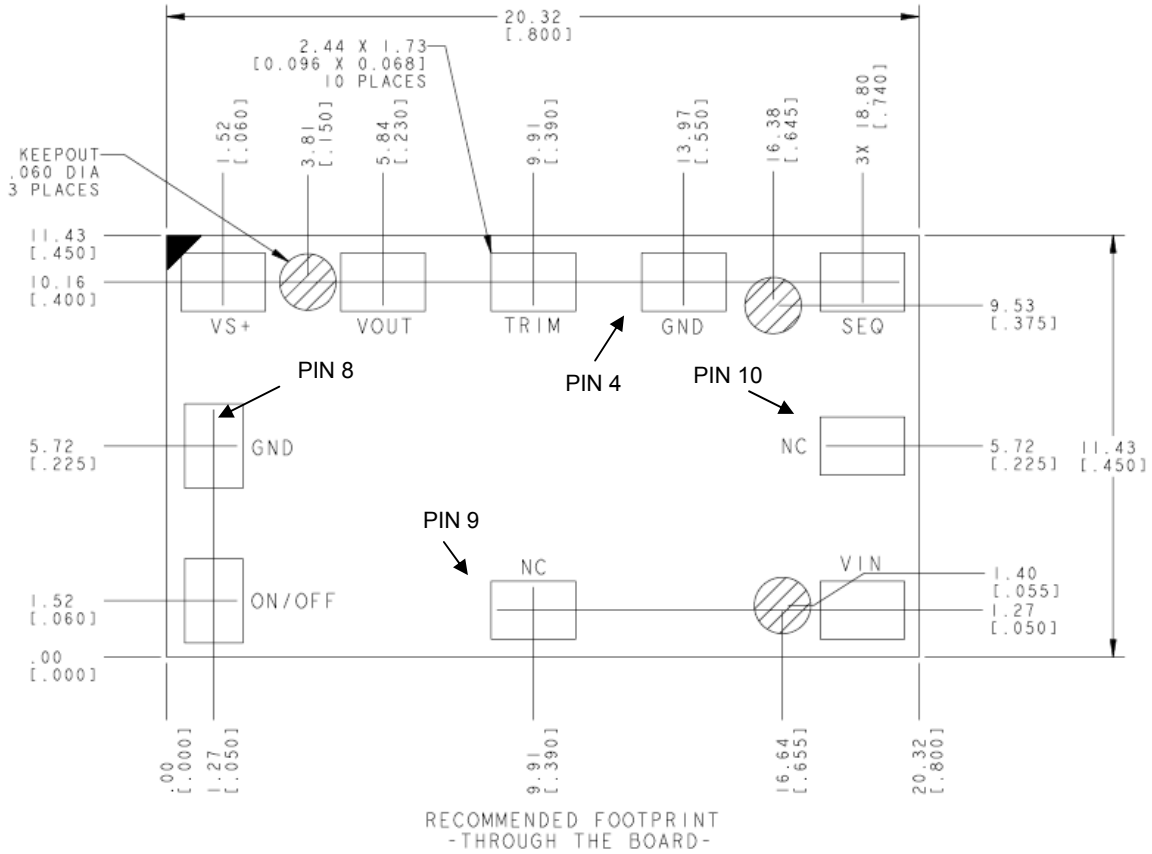 20.32
[.800]
2.44 X 1.73
[0.096 X 0.068]
10 PLACES
1.52
[.060]
3.81
[.150]
5.84
[.230]
9.91
[.390]
13.97
[.550]
16.38
[.645]
3X 18.80
[.740]
KEEPOUT
.060 DIA
3 PLACES
11.43
[.450]
10.16
[.400]
VS+
VOUT
TRIM
GND
SEQ
9.53
[.375]
PIN 8
PIN 4
PIN 10
5.72
[.225]
GND
NC
5.72
[.225]
11.43
[.450]
PIN 9
NC
VIN
1.52
[.060]
ON/OFF
1.40
[.055]
1.27
[.050]
.00
[.000]
.00
[.000]
1.27
[.050]
9.91
[.390]
16.64
[.655]
20.32
[.800]
RECOMMENDED FOOTPRINT
-THROUGH THE BOARD-